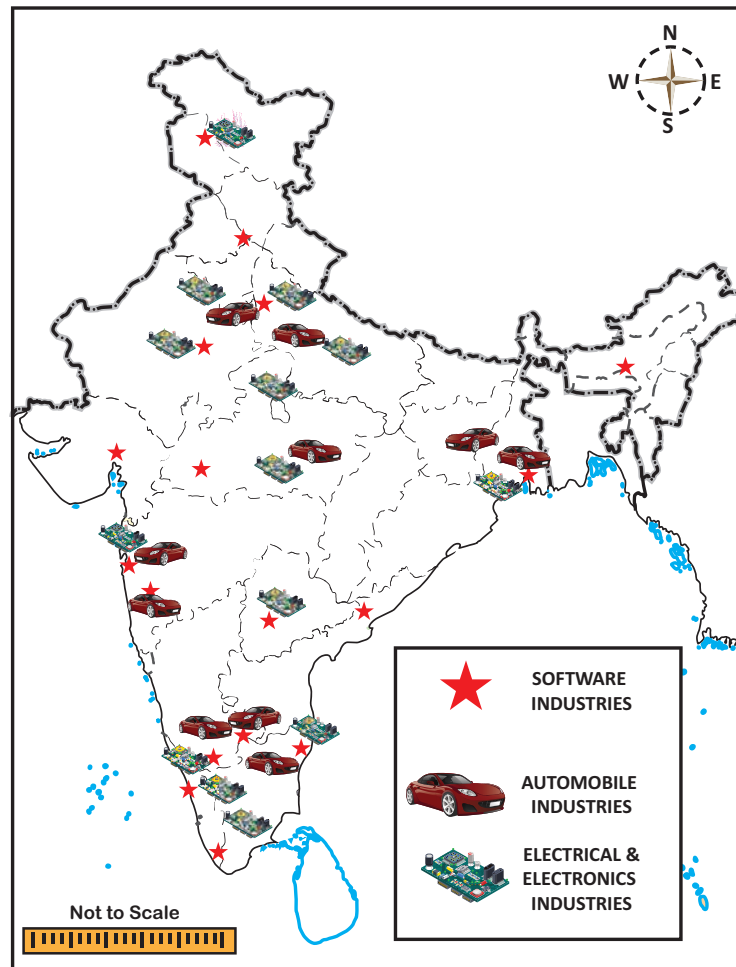 N
W E
S
SOFTWARE
INDUSTRIES
AUTOMOBILE
INDUSTRIES
ELECTRICAL &
ELECTRONICS
INDUSTRIES
Not to Scale